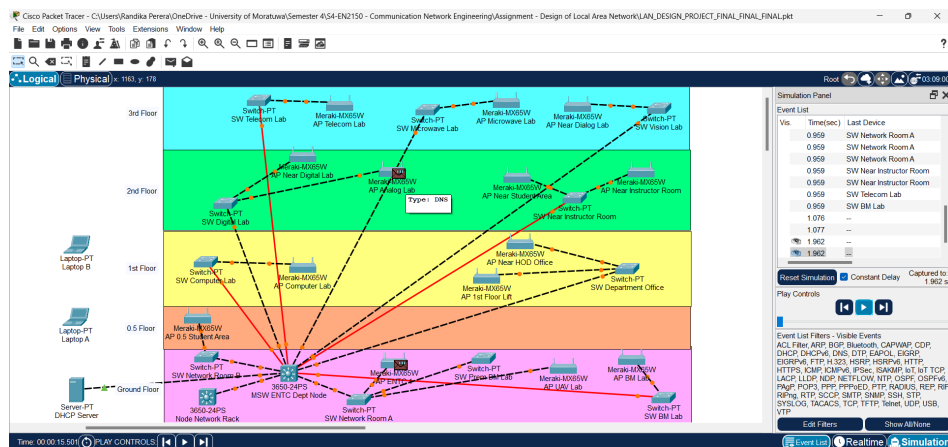 Cisco Packet Tracer - C:\Users\Randika Perera\OneDrive - University of Moratuwa\Semester 4\S4-EN2150 - Communication Network Engineering\Assignment - Design of Local Area Network\LAN_DESIGN_PROJECT_FINAL_FINAL_FINAL.pkt
File Edit Options View Tools Extensions Window Help
?
Logical Physical x: 1163, y: 178
Root 03:09:00
3rd Floor
Switch-PT
SW Telecom Lab
Meraki-MX65W
AP Telecom Lab
Switch-PT
SW Microwave Lab
Meraki-MX65W
AP Microwave Lab
Meraki-MX65W
AP Near Dialog Lab
Switch-PT
SW Vision Lab
2nd Floor
Meraki-MX65W
AP Near Digital Lab
Meraki-MX65W
AP Analog Lab
Type: DNS
Switch-PT
SW Digital Lab
Meraki-MX65W
AP Near Student Area
Meraki-MX65W
AP Near Instructor Room
Switch-PT
SW Near Instructor Room
Laptop-PT
Laptop B
1st Floor
Switch-PT
SW Computer Lab
Meraki-MX65W
AP Computer Lab
Meraki-MX65W
AP Near HOD Office
Meraki-MX65W
AP 1st Floor Lift
Switch-PT
SW Department Office
Laptop-PT
Laptop A
0.5 Floor
Meraki-MX65W
AP 0.5 Student Area
Server-PT
DHCP Server
Ground Floor
Switch-PT
SW Network Room B
3650-24PS
Node Network Rack
3650-24PS
MSW ENTC Dept Node
Meraki-MX65W
AP ENTC
Switch-PT
SW Network Room A
Switch-PT
SW Prom BM Lab
Meraki-MX65W
AP UAV Lab
Meraki-MX65W
AP BM Lab
Switch-PT
SW BM Lab
Simulation Panel
Event List
Vis. Time(sec) Last Device
0.959 SW Network Room A
0.959 SW Network Room A
0.959 SW Network Room A
0.959 SW Near Instructor Room
0.959 SW Near Instructor Room
0.959 SW Telecom Lab
0.959 SW BM Lab
1.076 --
1.077 --
1.962 --
1.962 --
Reset Simulation Constant Delay Captured to:
1.962 s
Play Controls
Event List Filters - Visible Events
ACL Filter, ARP, BGP, Bluetooth, CAPWAP, CDP,
DHCP, DHCPv6, DNS, DTP, EAPOL, EIGRP,
EIGRPv6, FTP, H.323, HSRP, HSRPv6, HTTP,
HTTPS, ICMP, ICMPv6, IPSec, ISAKMP, IoT, IoT TCP,
LACP, LLDP, NDP, NETFLOW, NTP, OSPF, OSPFv6,
PAgP, POP3, PPP, PPPoED, PTP, RADIUS, REP, RIP
RIPng, RTP, SCCP, SMTP, SNMP, SSH, STP,
SYSLOG, TACACS, TCP, TFTP, Telnet, UDP, USB,
VTP
Edit Filters Show All/None
Time: 00:00:15.501 PLAY CONTROLS:
Event List Realtime Simulation